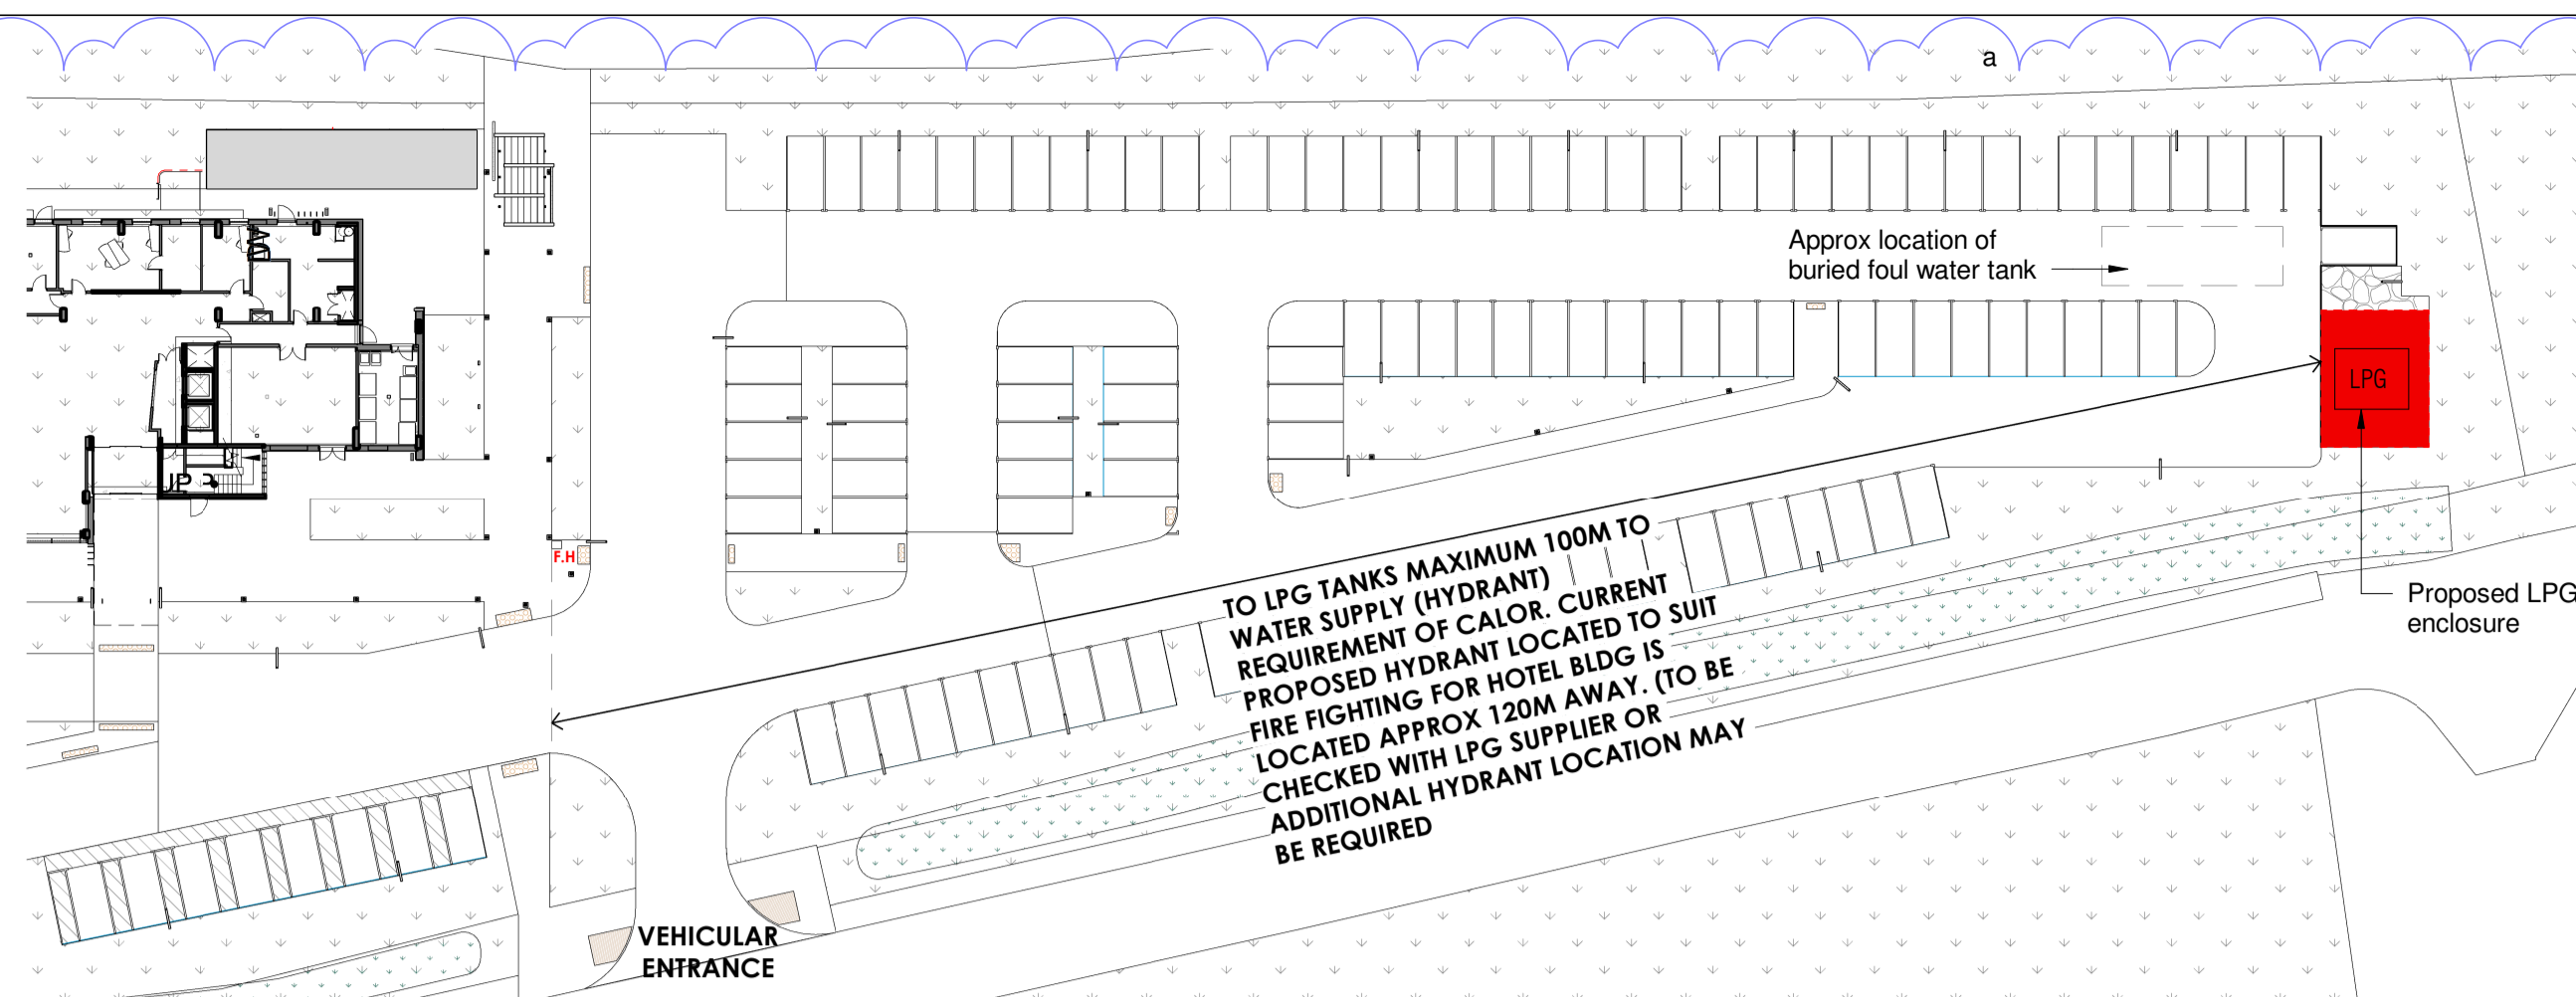 a
Approx location of
buried foul water tank
LPG
F.H
TO LPG TANKS MAXIMUM 100M TO
WATER SUPPLY (HYDRANT)
REQUIREMENT OF CALOR. CURRENT
PROPOSED HYDRANT LOCATED TO SUIT
FIRE FIGHTING FOR HOTEL BLDG IS
LOCATED APPROX 120M AWAY. (TO BE
CHECKED WITH LPG SUPPLIER OR
ADDITIONAL HYDRANT LOCATION MAY
BE REQUIRED
Proposed LPG
enclosure
VEHICULAR
ENTRANCE